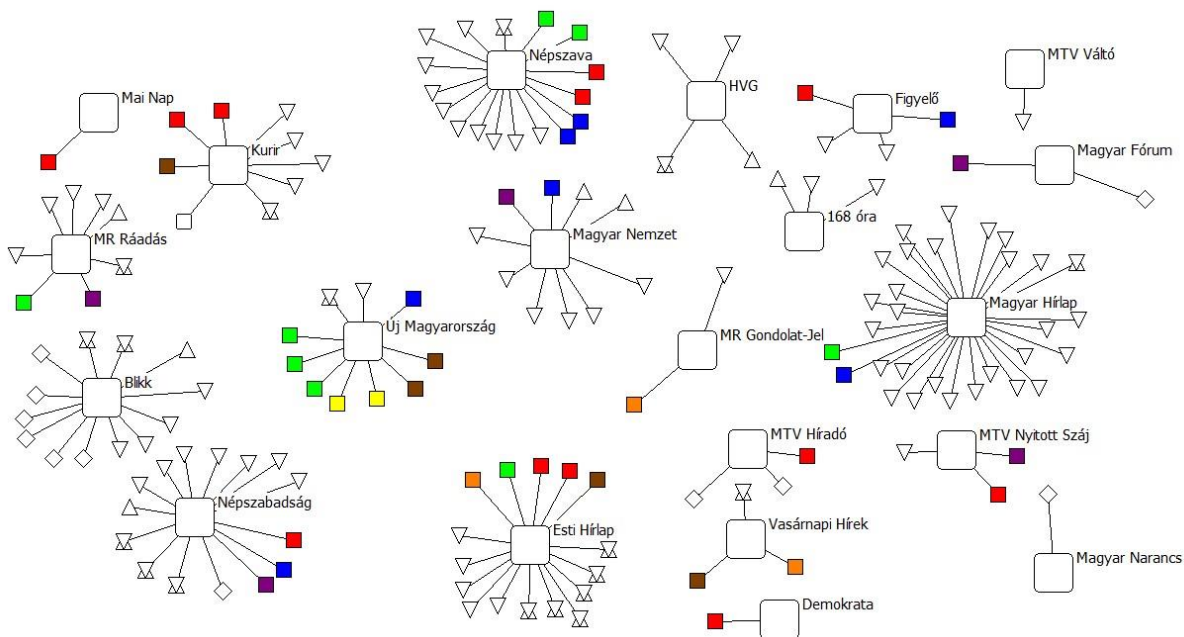 MTV Váltó
Népszava
HVG
Figyelő
Mai Nap
Kurir
Magyar Fórum
168 óra
MR Ráadás
Magyar Nemzet
Magyar Hírlap
Új Magyarország
MR Gondolat-Jel
Blikk
MTV Híradó
MTV Nyitott Száj
Népszabadság
Esti Hírlap
Vasárnapi Hírek
Magyar Narancs
Demokrata